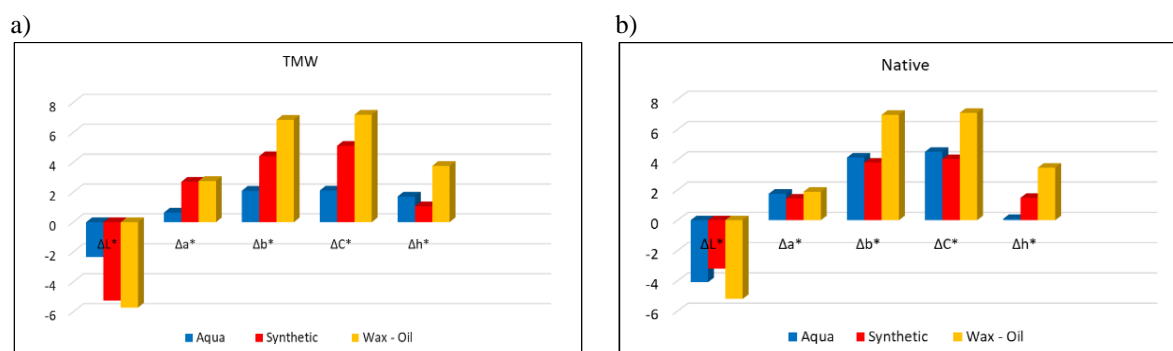 a)
TMW
8
6
4
2
0
-2
-4
-6
ΔL* Δa* Δb* ΔC* Δh*
Aqua Synthetic Wax - Oil
b)
Native
8
6
4
2
0
-2
-4
-6
ΔL* Δa* Δb* ΔC* Δh*
Aqua Synthetic Wax - Oil